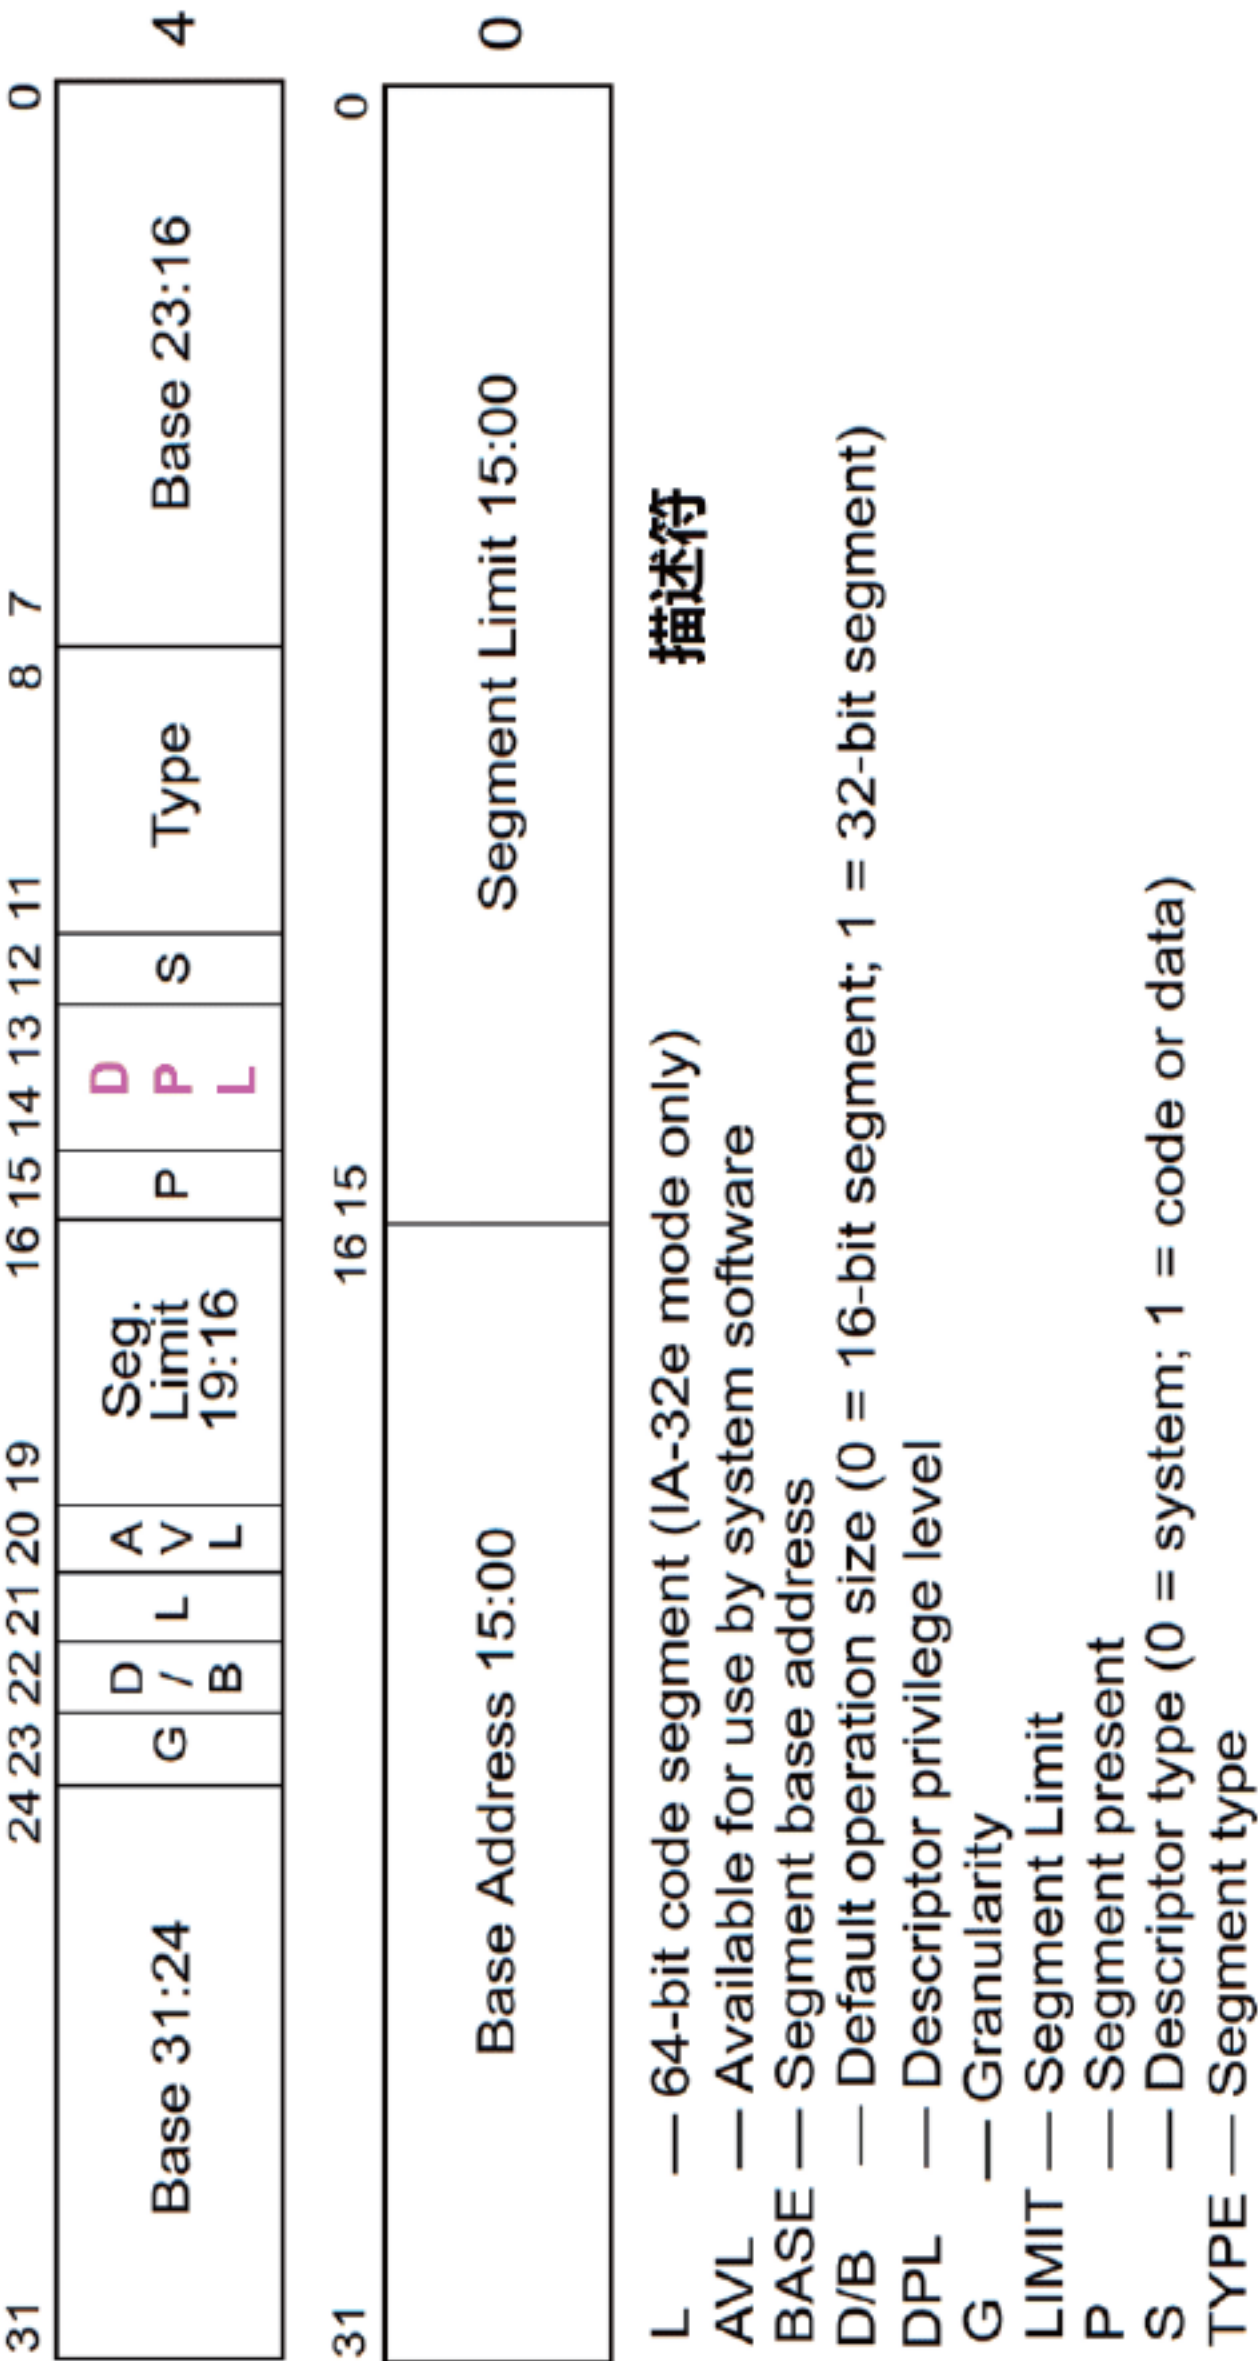 31 24 23 22 21 20 19 16 15 14 13 12 11 8 7 0
Base 31:24 G D/B L AVL Seg. Limit 19:16 P DPL S Type Base 23:16 4
31 16 15 0
Base Address 15:00 Segment Limit 15:00 0
L — 64-bit code segment (IA-32e mode only) 描述符
AVL — Available for use by system software
BASE — Segment base address
D/B — Default operation size (0 = 16-bit segment; 1 = 32-bit segment)
DPL — Descriptor privilege level
G — Granularity
LIMIT — Segment Limit
P — Segment present
S — Descriptor type (0 = system; 1 = code or data)
TYPE — Segment type